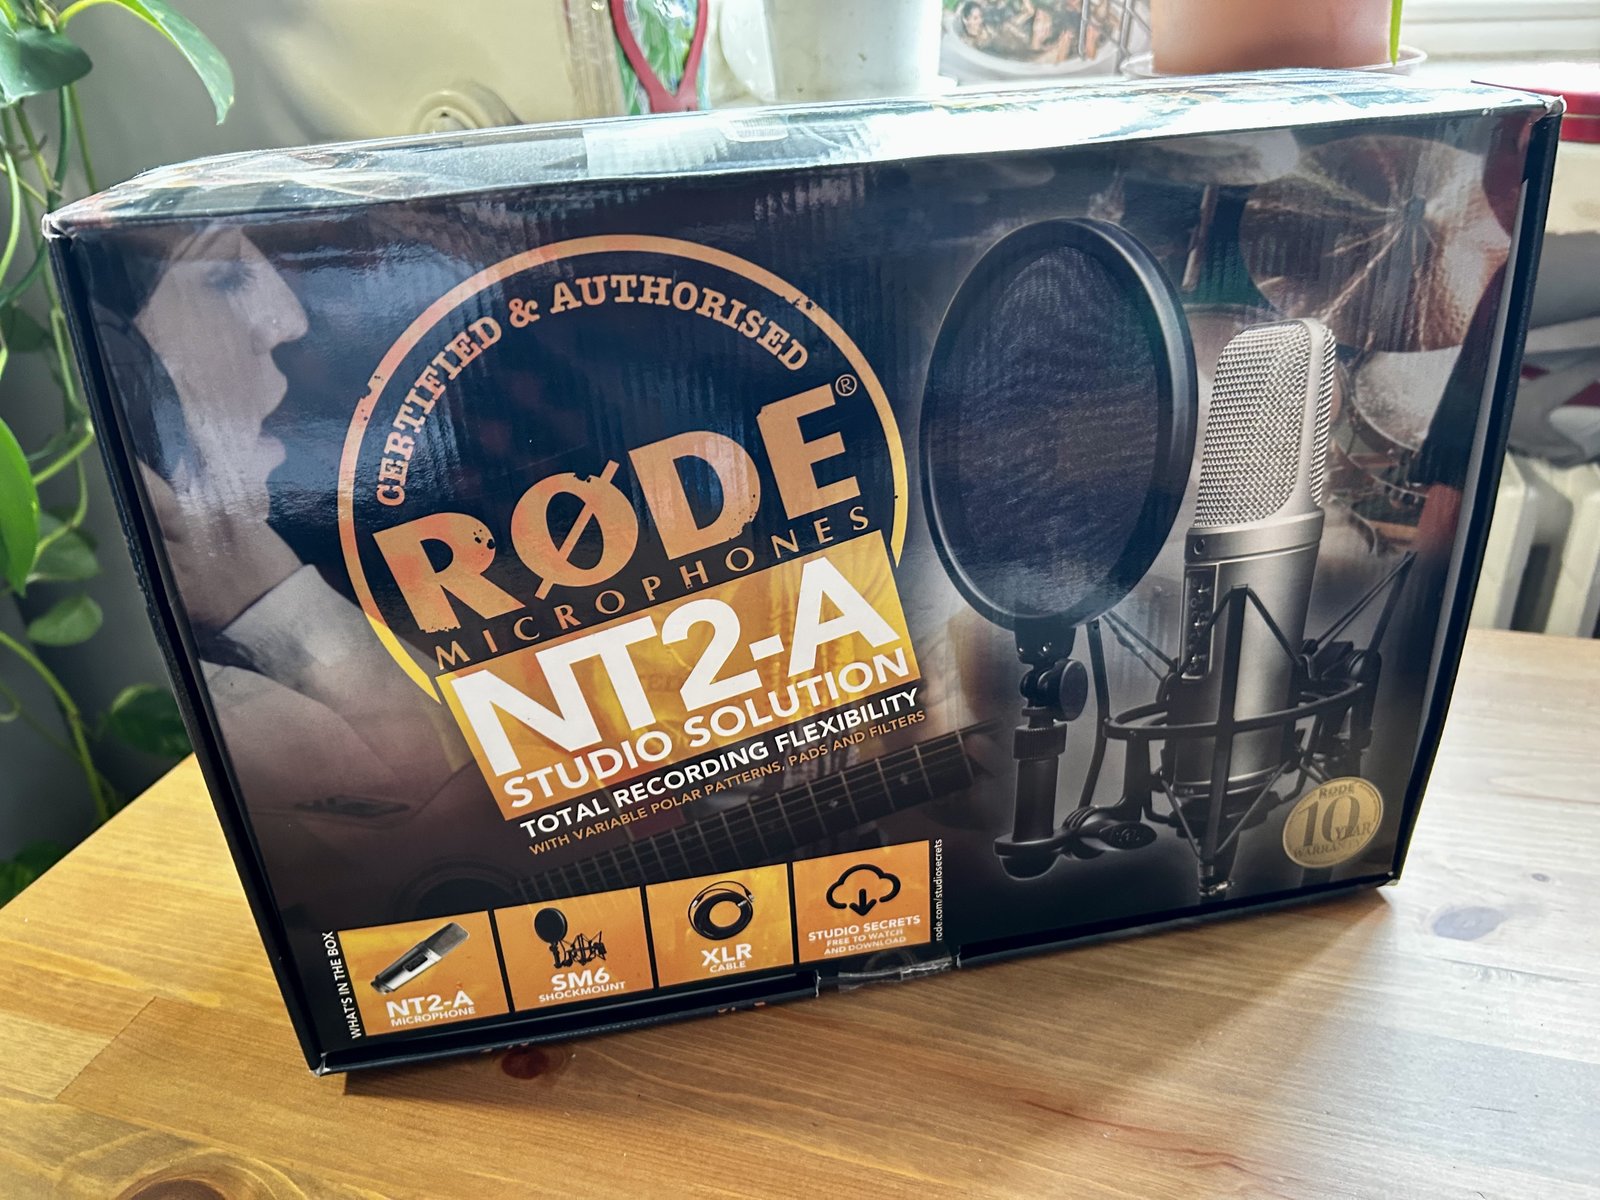 CERTIFIED & AUTHORISED
RØDE®
MICROPHONES
NT2-A
STUDIO SOLUTION
TOTAL RECORDING FLEXIBILITY
WITH VARIABLE POLAR PATTERNS, PADS AND FILTERS
WHAT'S IN THE BOX
NT2-A
MICROPHONE
SM6
SHOCKMOUNT
XLR
CABLE
STUDIO SECRETS
FREE TO WATCH
AND DOWNLOAD
rode.com/studiosecrets
RØDE
10 YEAR
WARRANTY